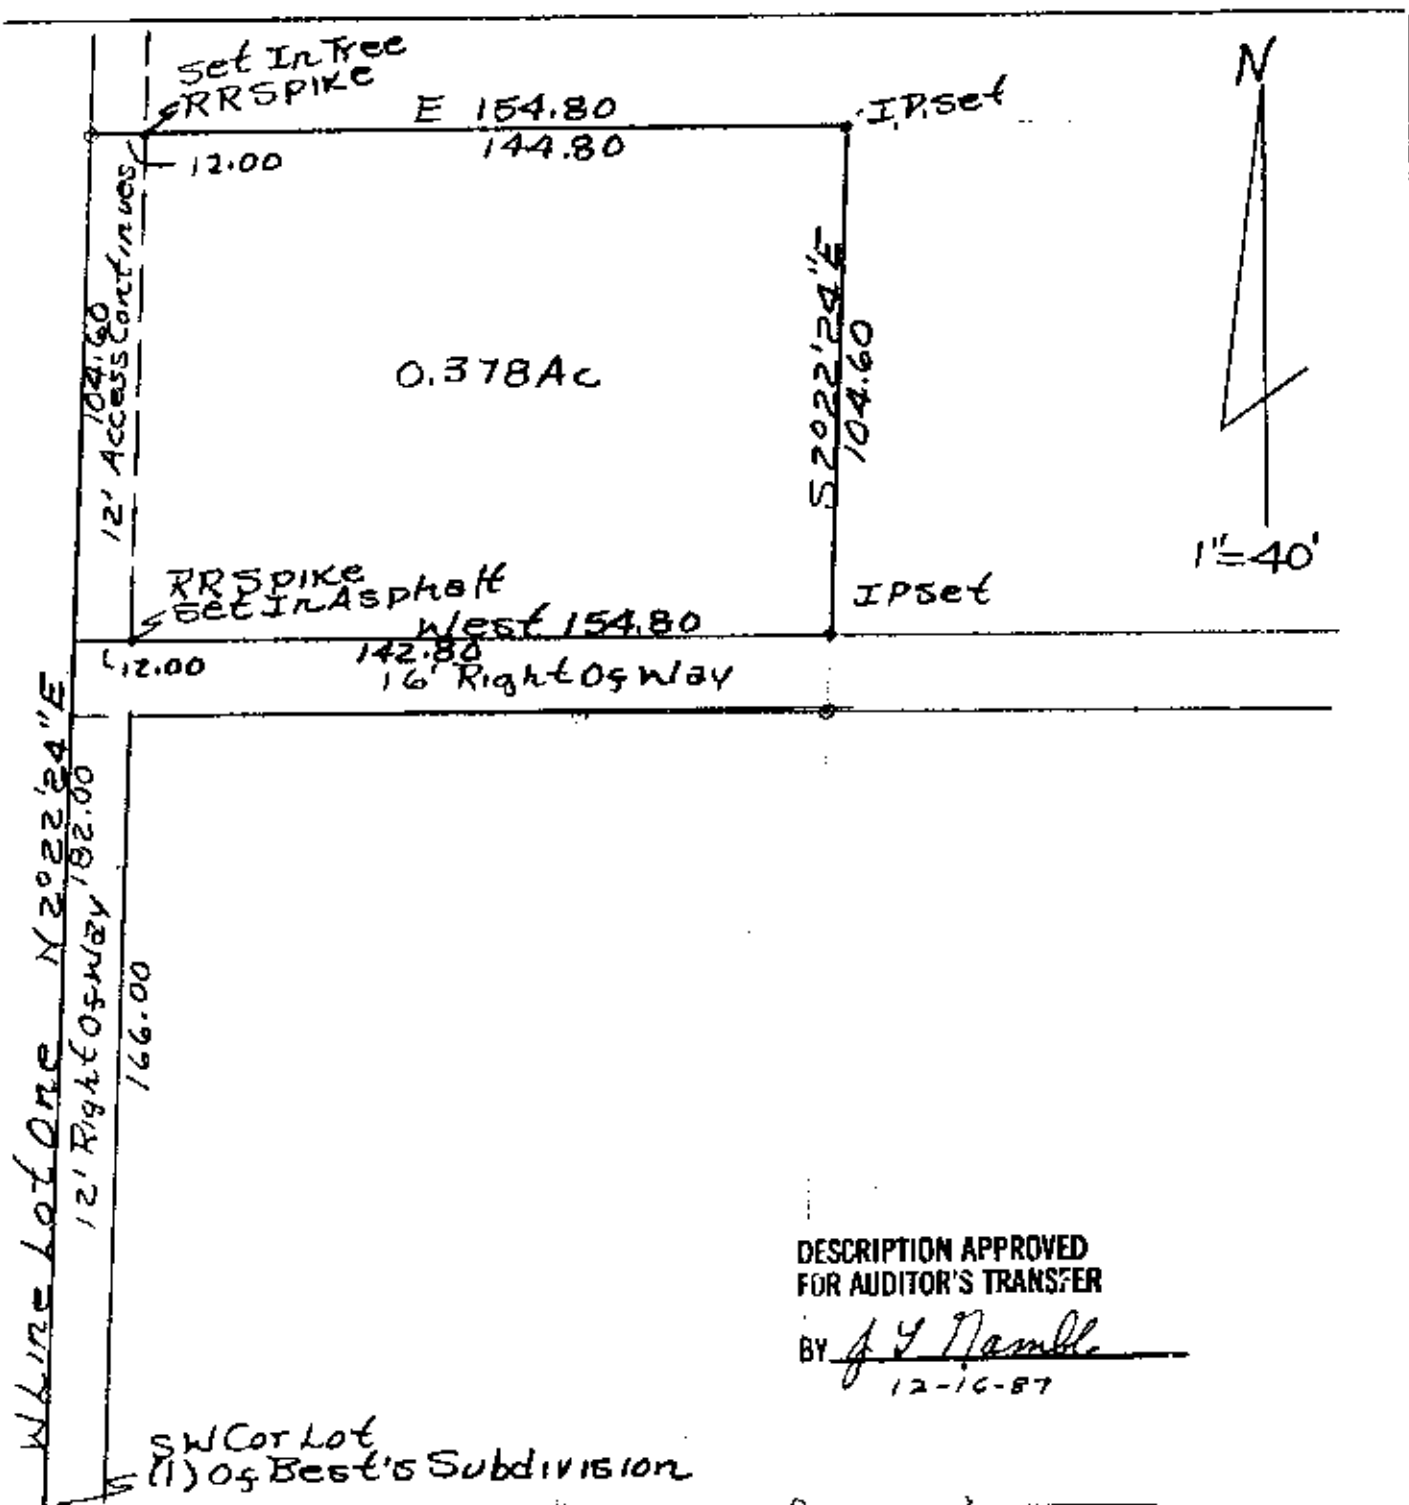 Set In Tree
RRSPIKE
E 154.80
144.80
I.P.Set
N
12.00
12' Access Continues
104.60
0.378Ac
S2°22'24"E
104.60
1"=40'
RRSPIKE
Set In Asphalt
IPSet
West 154.80
12.00
142.80
16' Right Of Way
W Line Lot One N2°22'24"E
12' Right Of Way 182.00
166.00
DESCRIPTION APPROVED
FOR AUDITOR'S TRANSFER
BY
12-16-87
SW Cor Lot
(1) Of Best's Subdivision